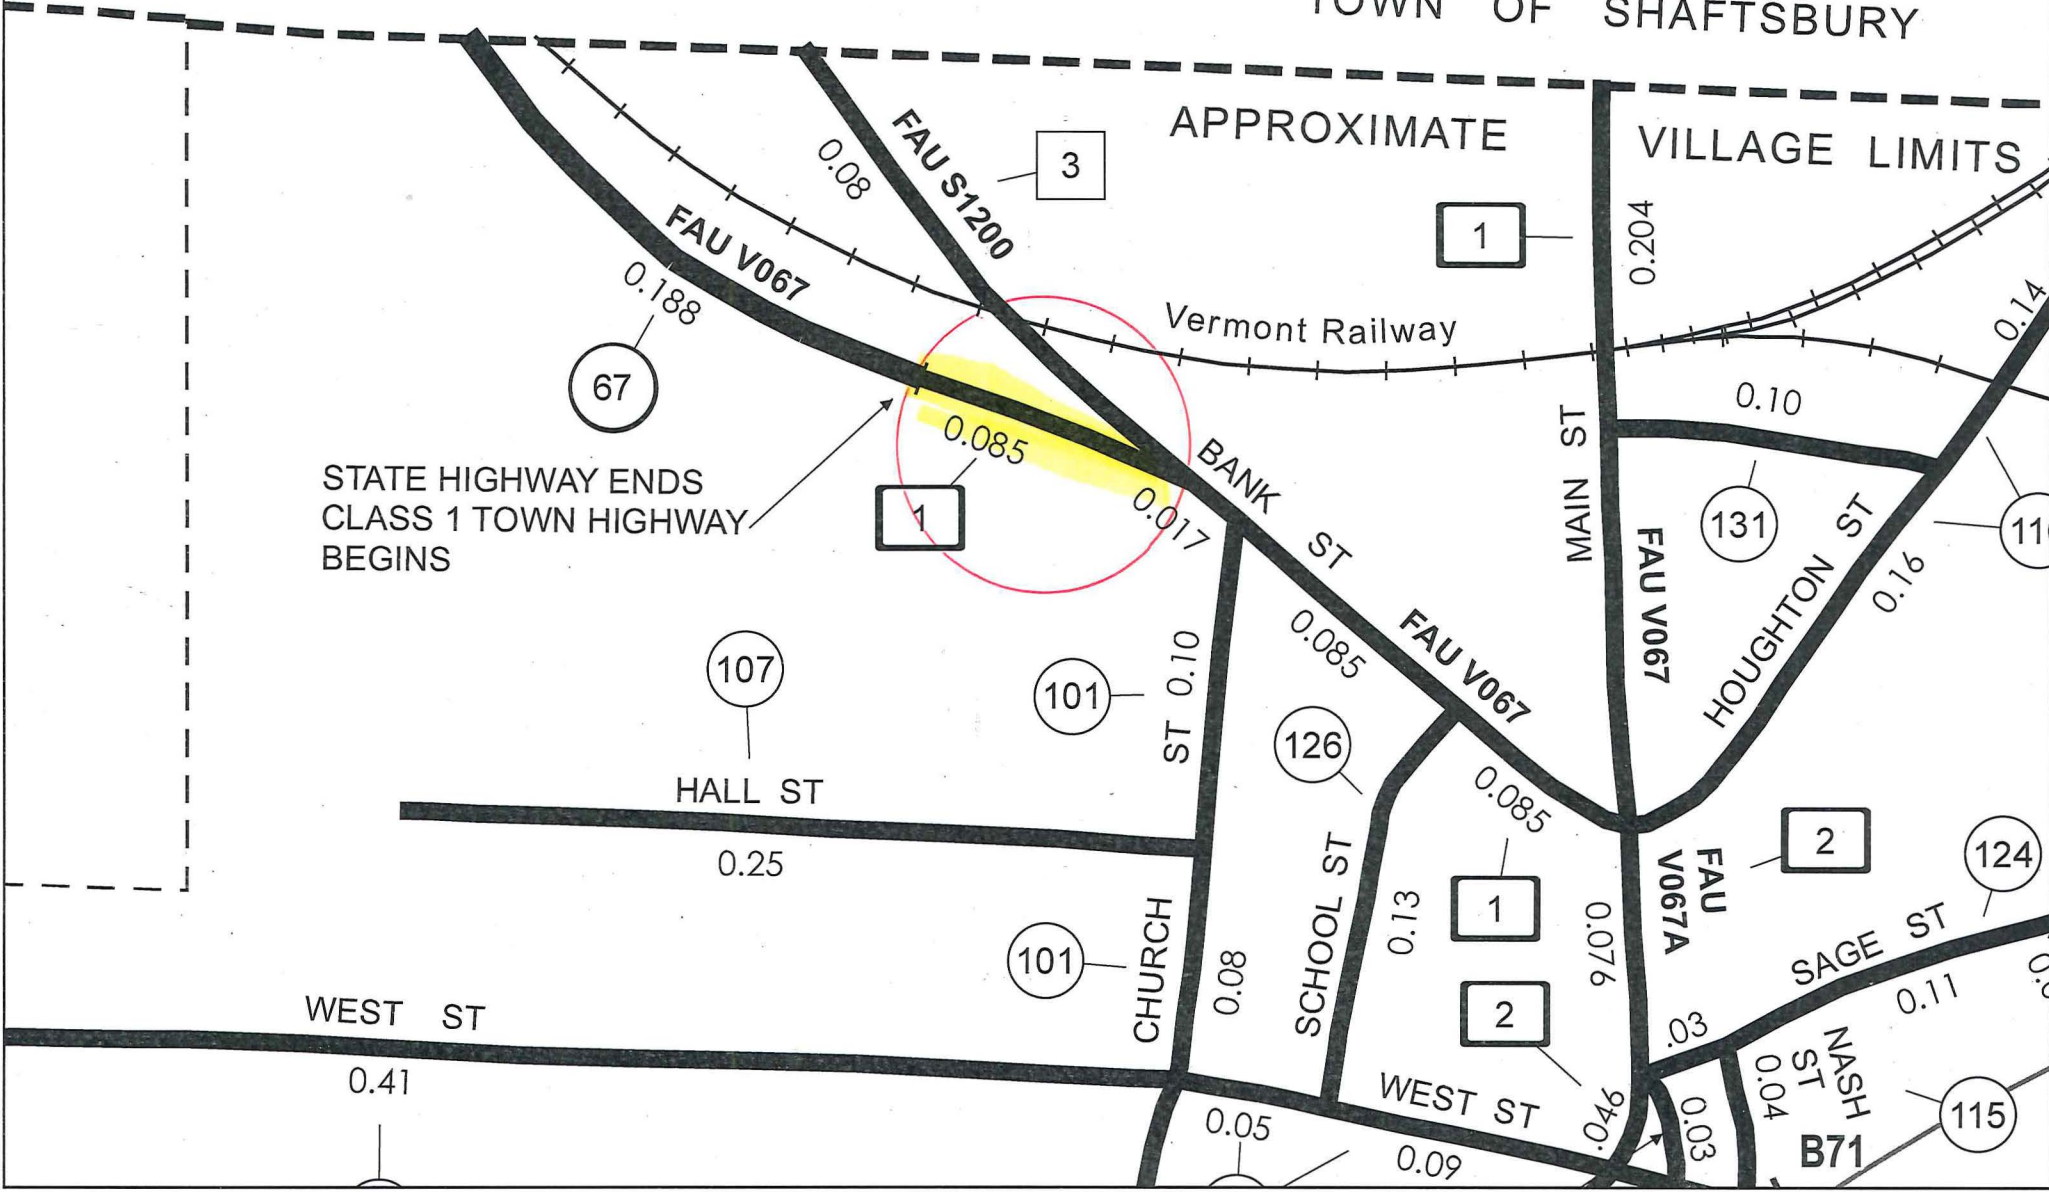 TOWN OF SHAFTSBURY
APPROXIMATE VILLAGE LIMITS
FAU S1200
0.08
3
1
0.204
FAU V067
0.188
67
Vermont Railway
0.14
0.10
0.085
1
0.017
STATE HIGHWAY ENDS
CLASS 1 TOWN HIGHWAY
BEGINS
BANK ST
MAIN ST
FAU V067
131
HOUGHTON ST
0.16
0.085
FAU V067
107
101
ST 0.10
126
HALL ST
0.25
0.085
1
2
FAU
V067A
2
124
101
CHURCH
0.08
SCHOOL ST
0.13
0.076
SAGE ST
0.11
.03
WEST ST
0.41
0.05
WEST ST
0.09
.046
0.03
0.04
NASH
ST
115
B71